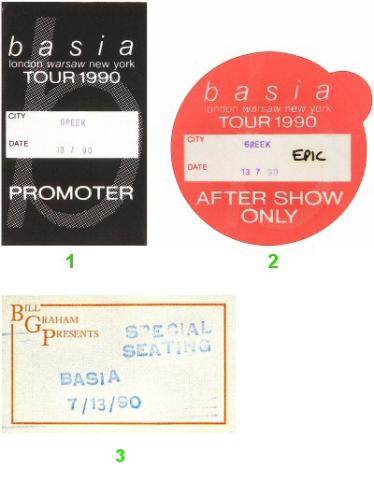 basia
london warsaw new york
TOUR 1990
CITY GREEK
DATE 13 7 90
PROMOTER
1
basia
london warsaw new york
TOUR 1990
CITY GREEK
EPIC
DATE 13 7 90
AFTER SHOW
ONLY
2
BILL
GRAHAM
PRESENTS
SPECIAL
SEATING
BASIA
7/13/90
3